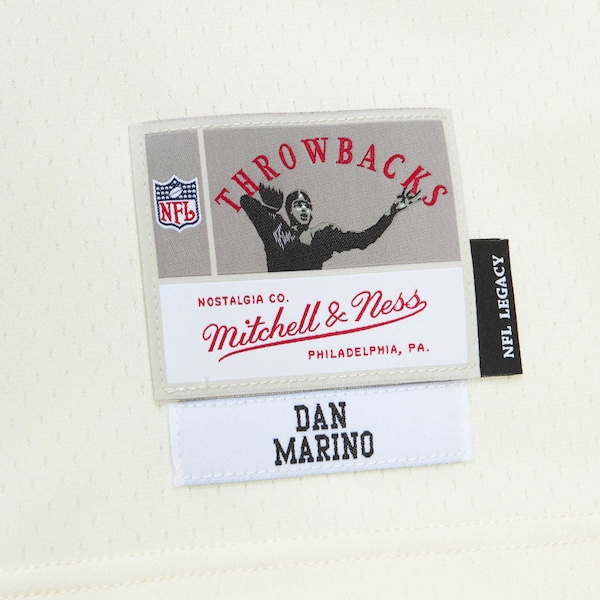 THROWBACKS
NFL
NOSTALGIA CO.
Mitchell & Ness
PHILADELPHIA, PA.
NFL LEGACY
DAN
MARINO